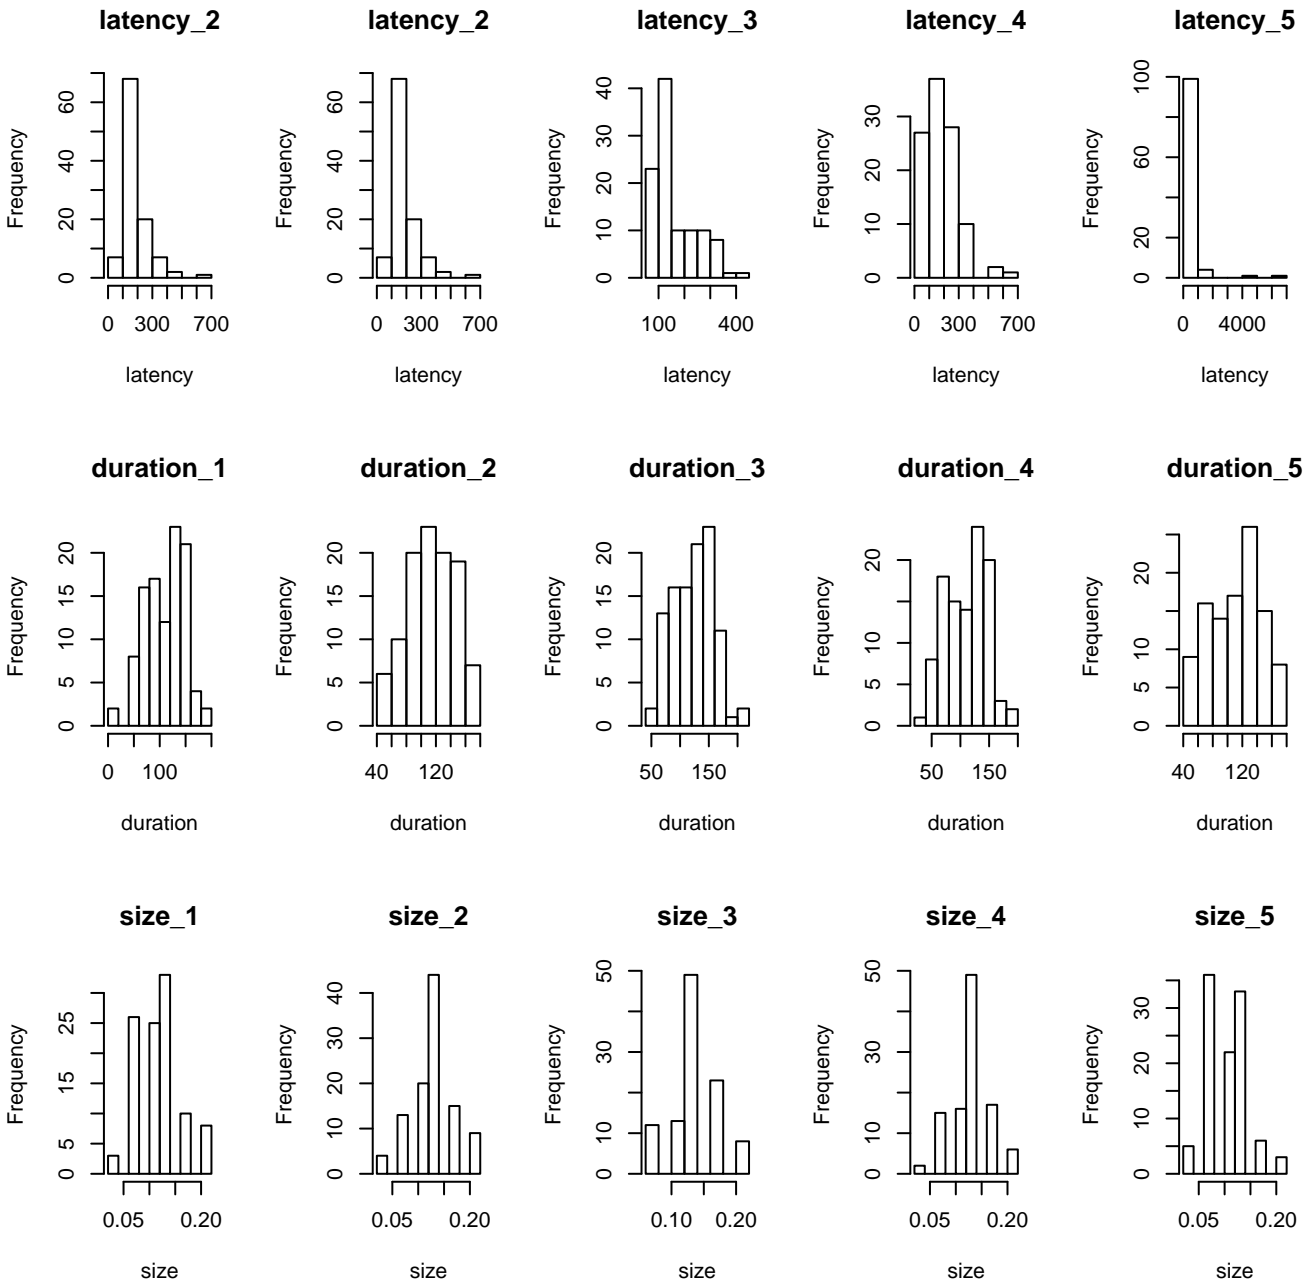 latency_2
latency_2
latency_3
latency_4
latency_5
Frequency
0 20 40 60
0 300 700
latency
Frequency
0 20 40 60
0 300 700
latency
Frequency
0 10 20 30 40
100 400
latency
Frequency
0 10 20 30
0 300 700
latency
Frequency
0 20 60 100
0 4000
latency
duration_1
duration_2
duration_3
duration_4
duration_5
Frequency
0 5 10 15 20
0 100
duration
Frequency
0 5 10 15 20
40 120
duration
Frequency
0 5 10 15 20
50 150
duration
Frequency
0 5 10 20
50 150
duration
Frequency
0 5 10 20
40 120
duration
size_1
size_2
size_3
size_4
size_5
Frequency
0 5 15 25
0.05 0.20
size
Frequency
0 10 20 30 40
0.05 0.20
size
Frequency
0 10 30 50
0.10 0.20
size
Frequency
0 10 30 50
0.05 0.20
size
Frequency
0 10 20 30
0.05 0.20
size